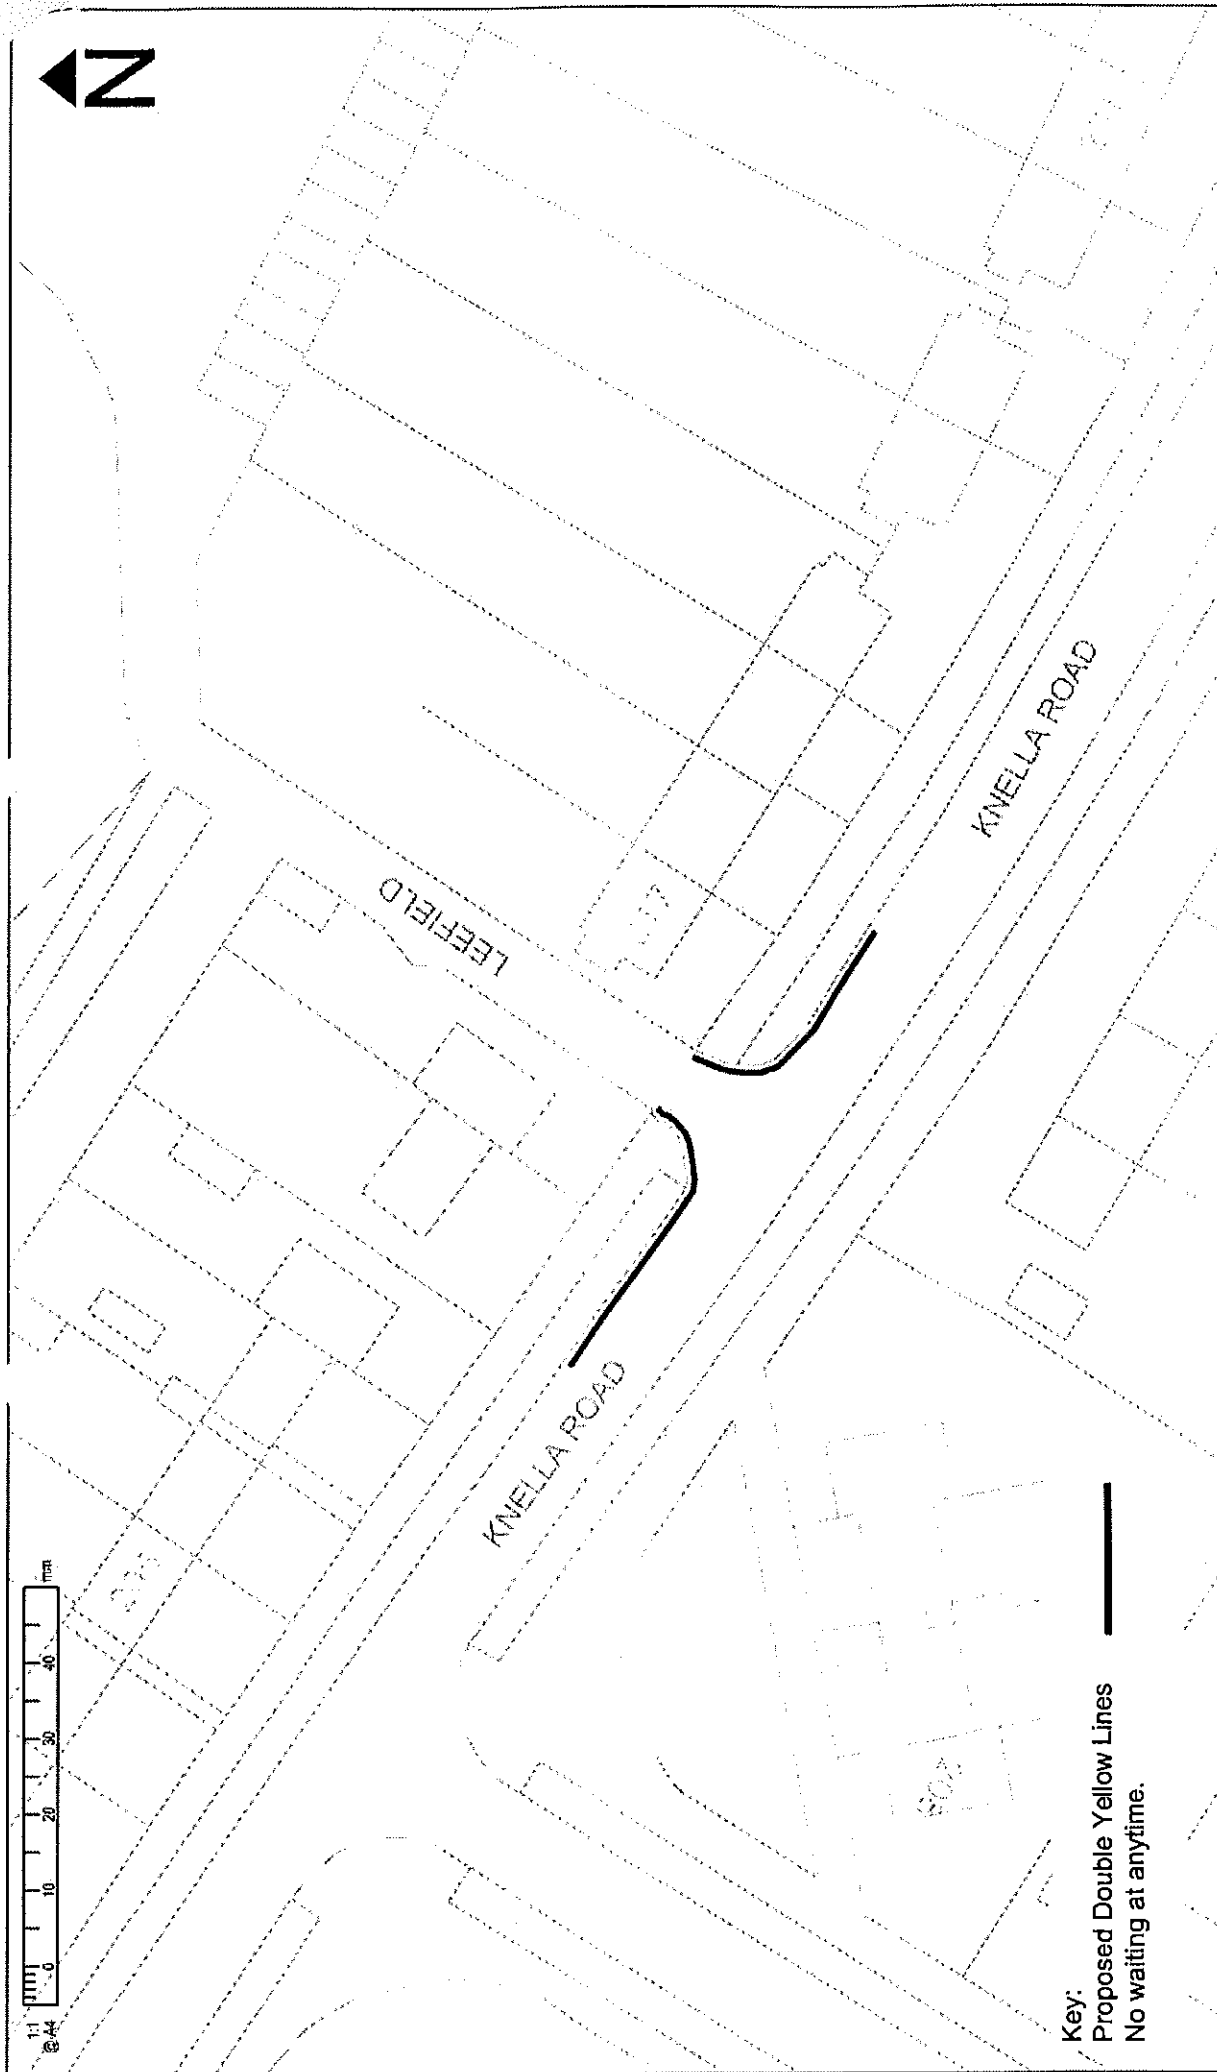 N
1:1
@A4
0 10 20 30 40
mm
LEEFIELD
KNELLA ROAD
KNELLA ROAD
Key:
Proposed Double Yellow Lines
No waiting at anytime.